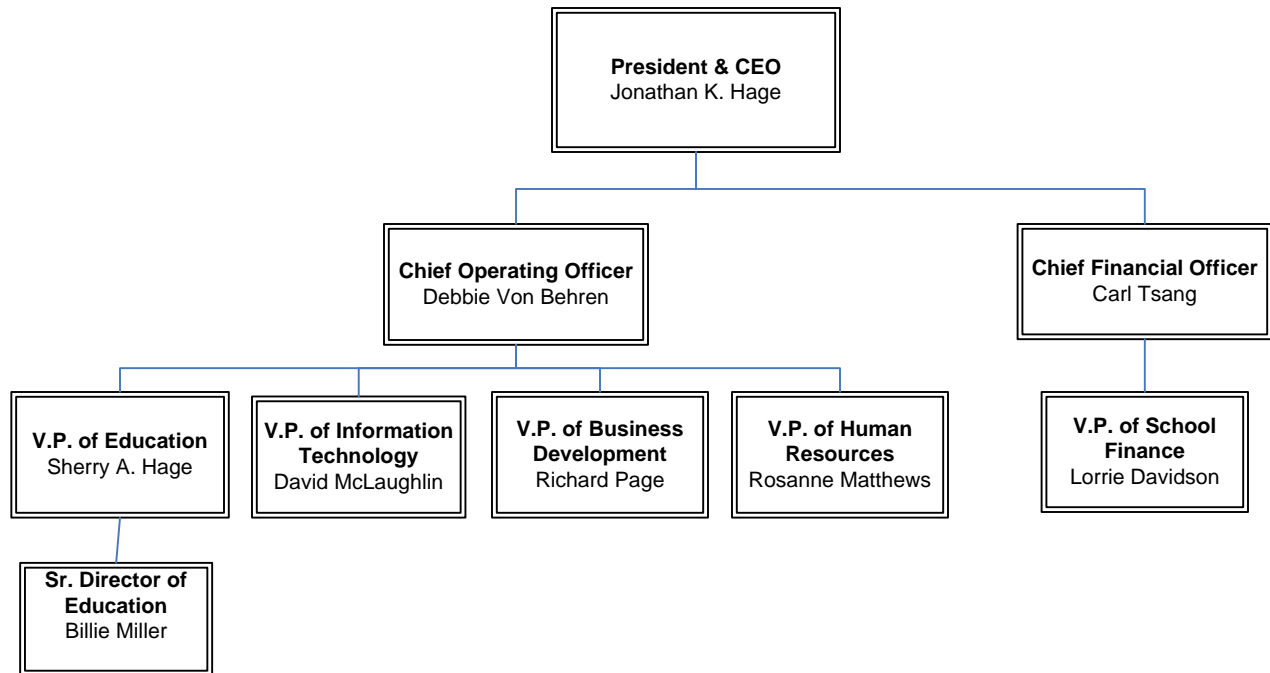 President & CEO
Jonathan K. Hage
Chief Operating Officer
Debbie Von Behren
Chief Financial Officer
Carl Tsang
V.P. of Education
Sherry A. Hage
V.P. of Information
Technology
David McLaughlin
V.P. of Business
Development
Richard Page
V.P. of Human
Resources
Rosanne Matthews
V.P. of School
Finance
Lorrie Davidson
Sr. Director of
Education
Billie Miller